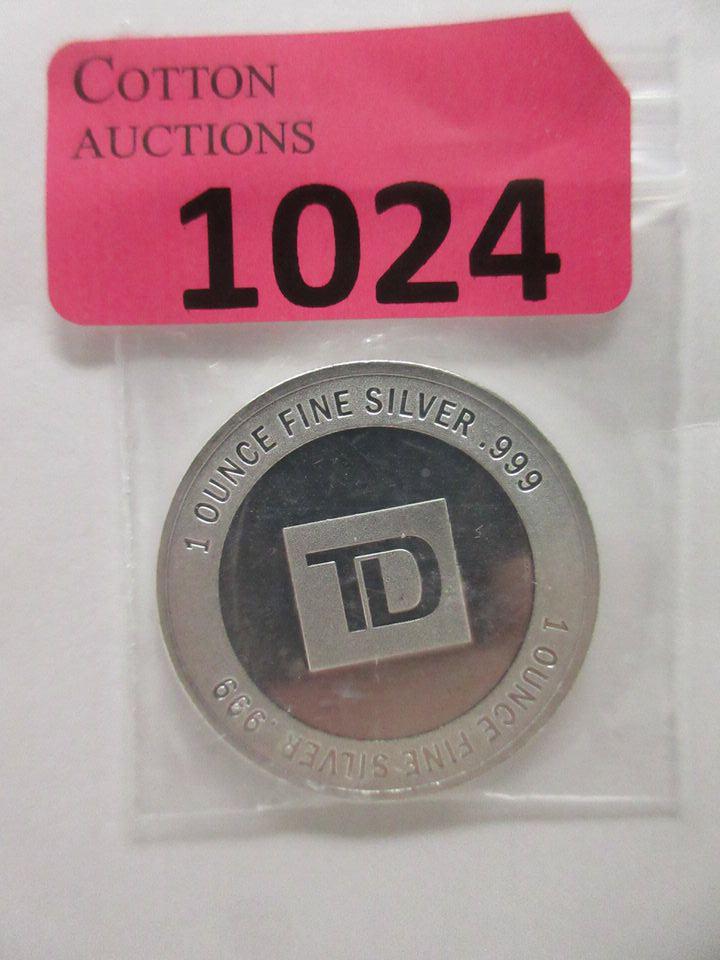 COTTON
AUCTIONS
1024
1 OUNCE FINE SILVER .999
TD
1 OUNCE FINE SILVER .999